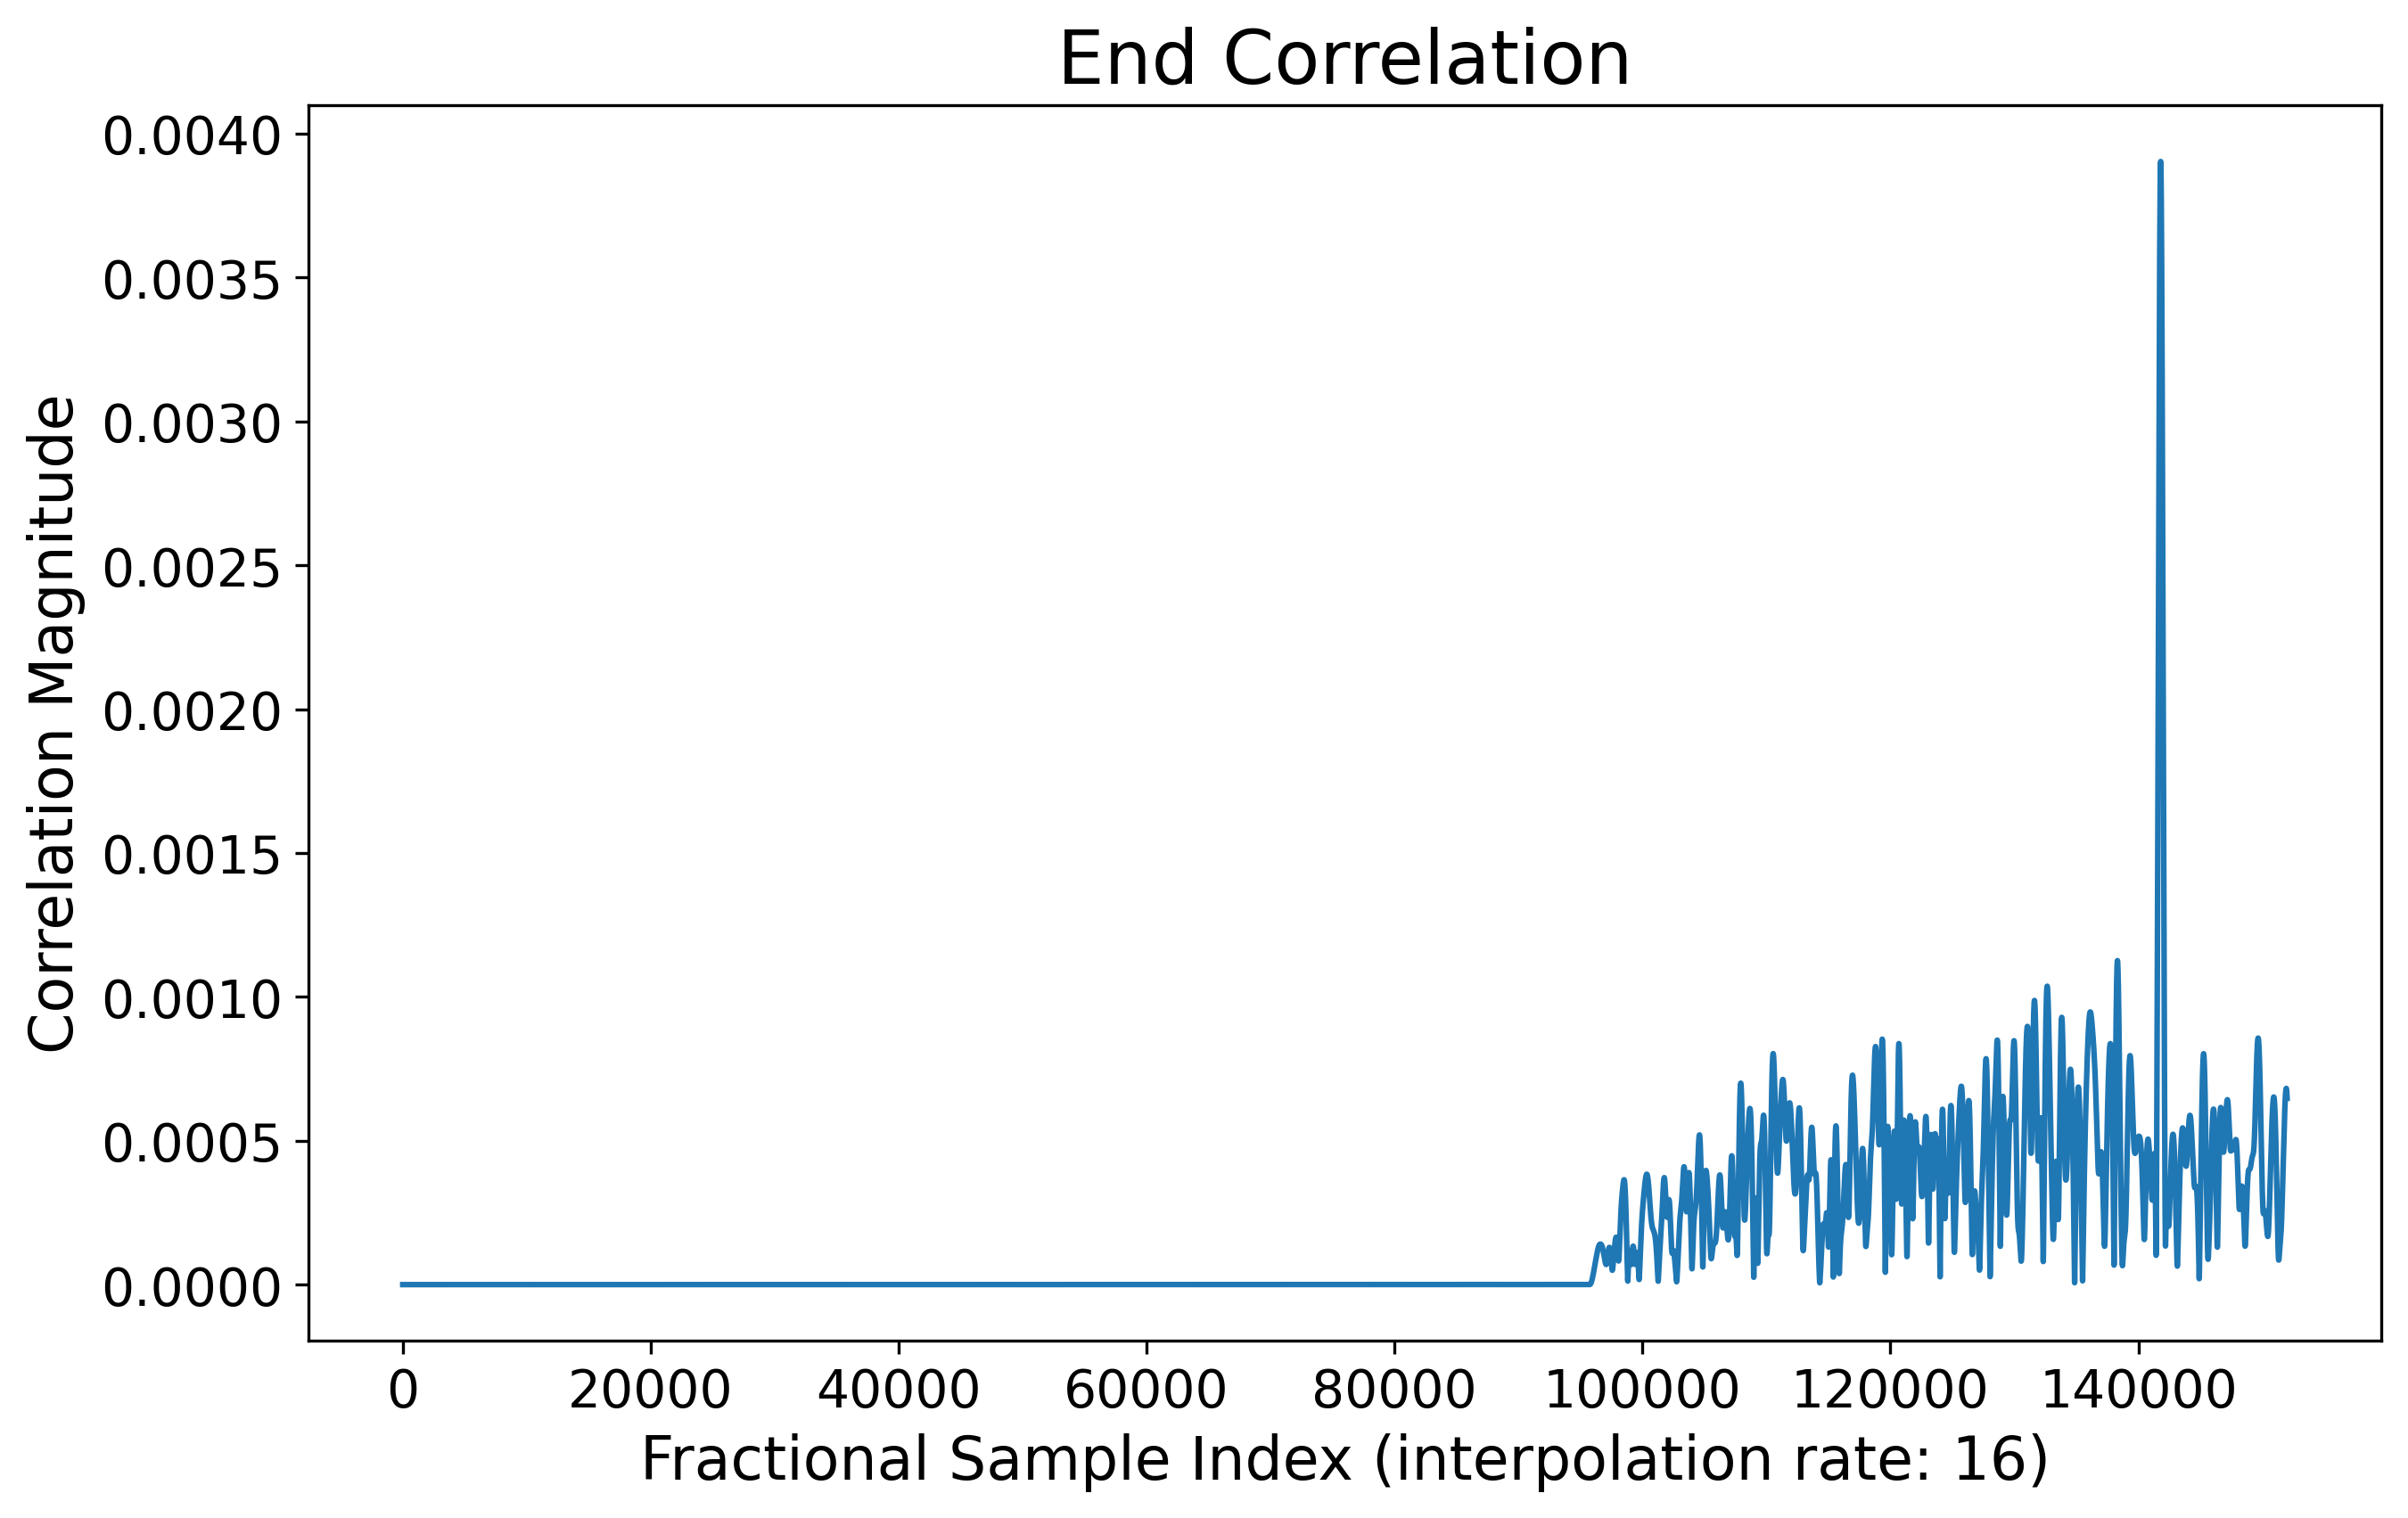 End Correlation
0.0040
0.0035
0.0030
0.0025
0.0020
0.0015
0.0010
0.0005
0.0000
Correlation Magnitude
0 20000 40000 60000 80000 100000 120000 140000
Fractional Sample Index (interpolation rate: 16)